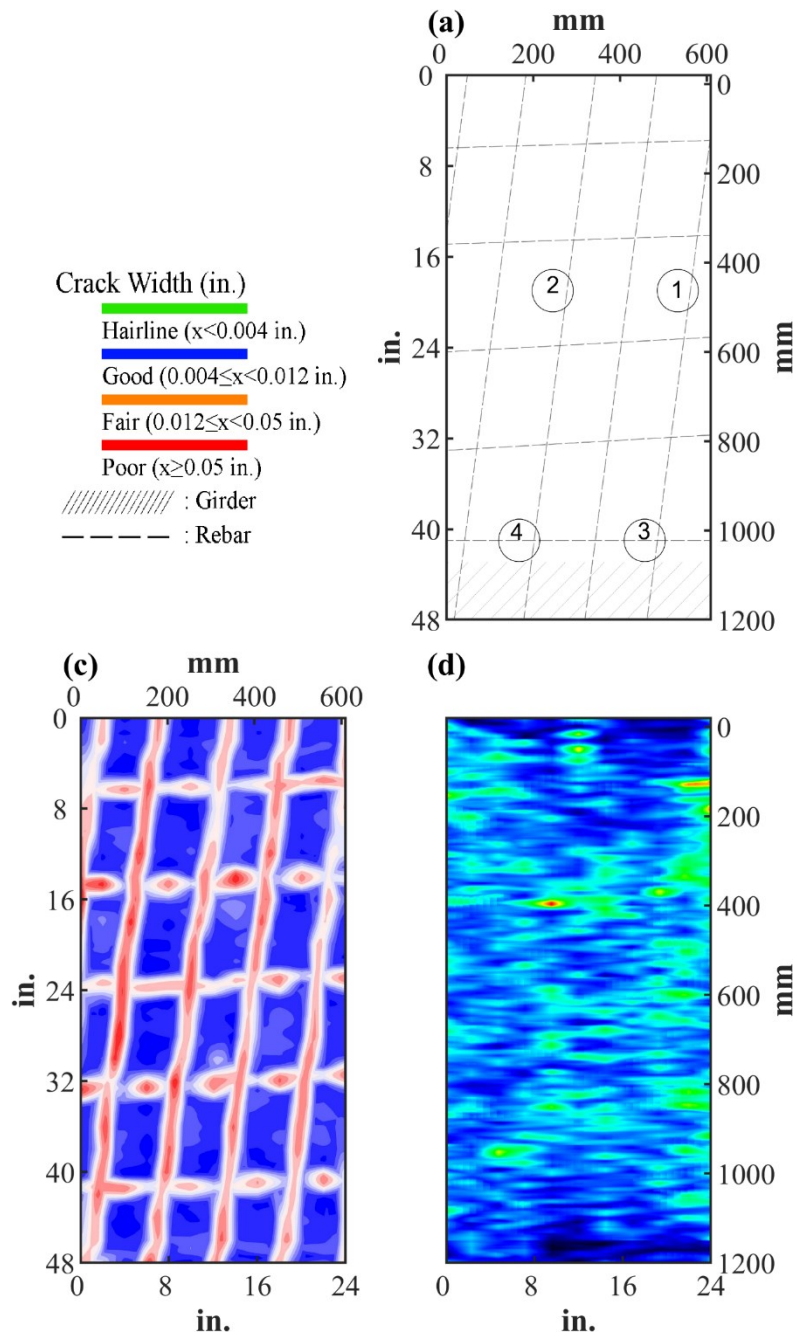 (a)
mm
0 200 400 600
0
8
16
24
32
40
48
in.
0
200
400
600
800
1000
1200
mm
2
1
4
3
Crack Width (in.)
Hairline (x<0.004 in.)
Good (0.004≤x<0.012 in.)
Fair (0.012≤x<0.05 in.)
Poor (x≥0.05 in.)
: Girder
: Rebar
(c)
mm
0 200 400 600
0
8
16
24
32
40
48
in.
0 8 16 24
in.
(d)
0
200
400
600
800
1000
1200
mm
0 8 16 24
in.